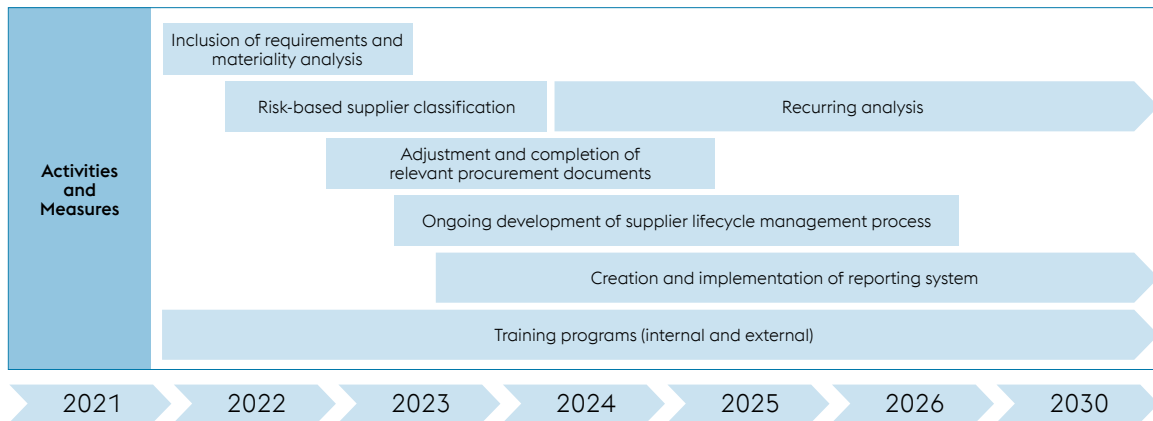 Inclusion of requirements and
materiality analysis
Risk-based supplier classification
Recurring analysis
Adjustment and completion of
relevant procurement documents
Activities
and
Measures
Ongoing development of supplier lifecycle management process
Creation and implementation of reporting system
Training programs (internal and external)
2021
2022
2023
2024
2025
2026
2030